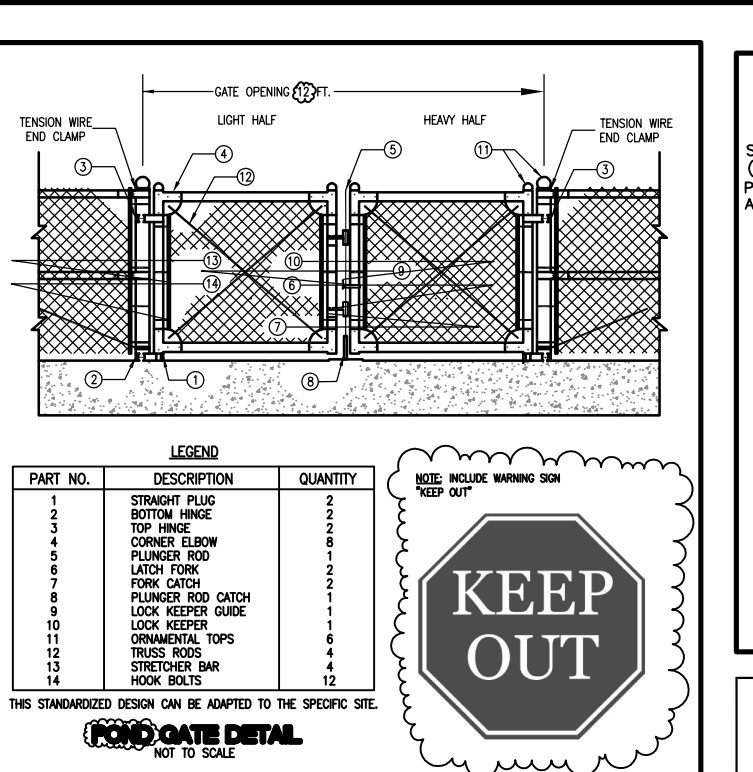 GATE OPENING 12 FT.
TENSION WIRE
END CLAMP
LIGHT HALF
HEAVY HALF
TENSION WIRE
END CLAMP
3
4
12
5
11
3
13
10
9
14
6
7
2
1
8
LEGEND
PART NO. DESCRIPTION QUANTITY
1 STRAIGHT PLUG 2
2 BOTTOM HINGE 2
3 TOP HINGE 2
4 CORNER ELBOW 8
5 PLUNGER ROD 1
6 LATCH FORK 2
7 FORK CATCH 2
8 PLUNGER ROD CATCH 1
9 LOCK KEEPER GUIDE 1
10 LOCK KEEPER 1
11 ORNAMENTAL TOPS 6
12 TRUSS RODS 4
13 STRETCHER BAR 4
14 HOOK BOLTS 12
THIS STANDARDIZED DESIGN CAN BE ADAPTED TO THE SPECIFIC SITE.
POND GATE DETAIL
NOT TO SCALE
NOTE: INCLUDE WARNING SIGN
"KEEP OUT"
KEEP
OUT
S
(
P
A